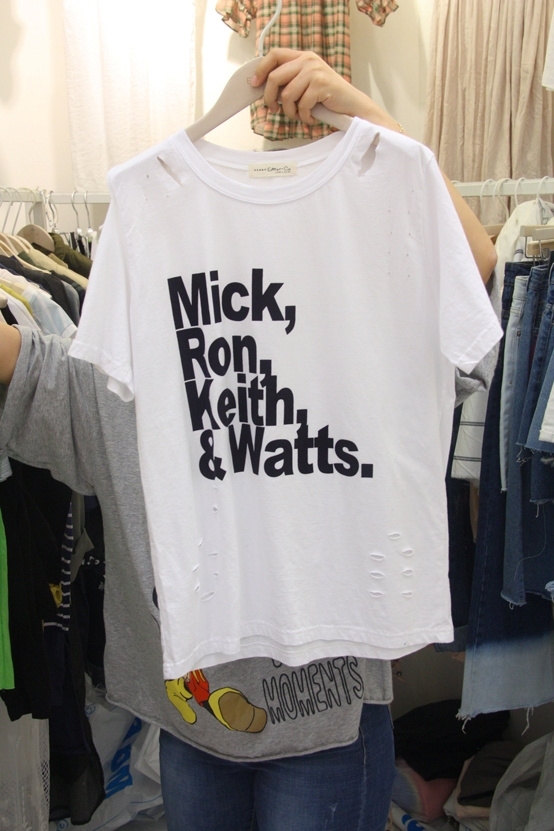 Mick,
Ron,
Keith,
& Watts.
MOMENTS